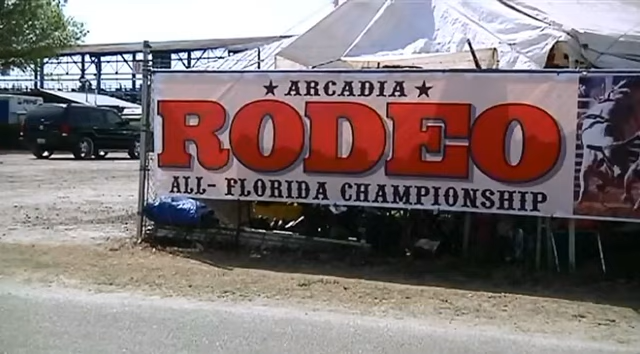 ★ ARCADIA ★
RODEO
ALL- FLORIDA CHAMPIONSHIP